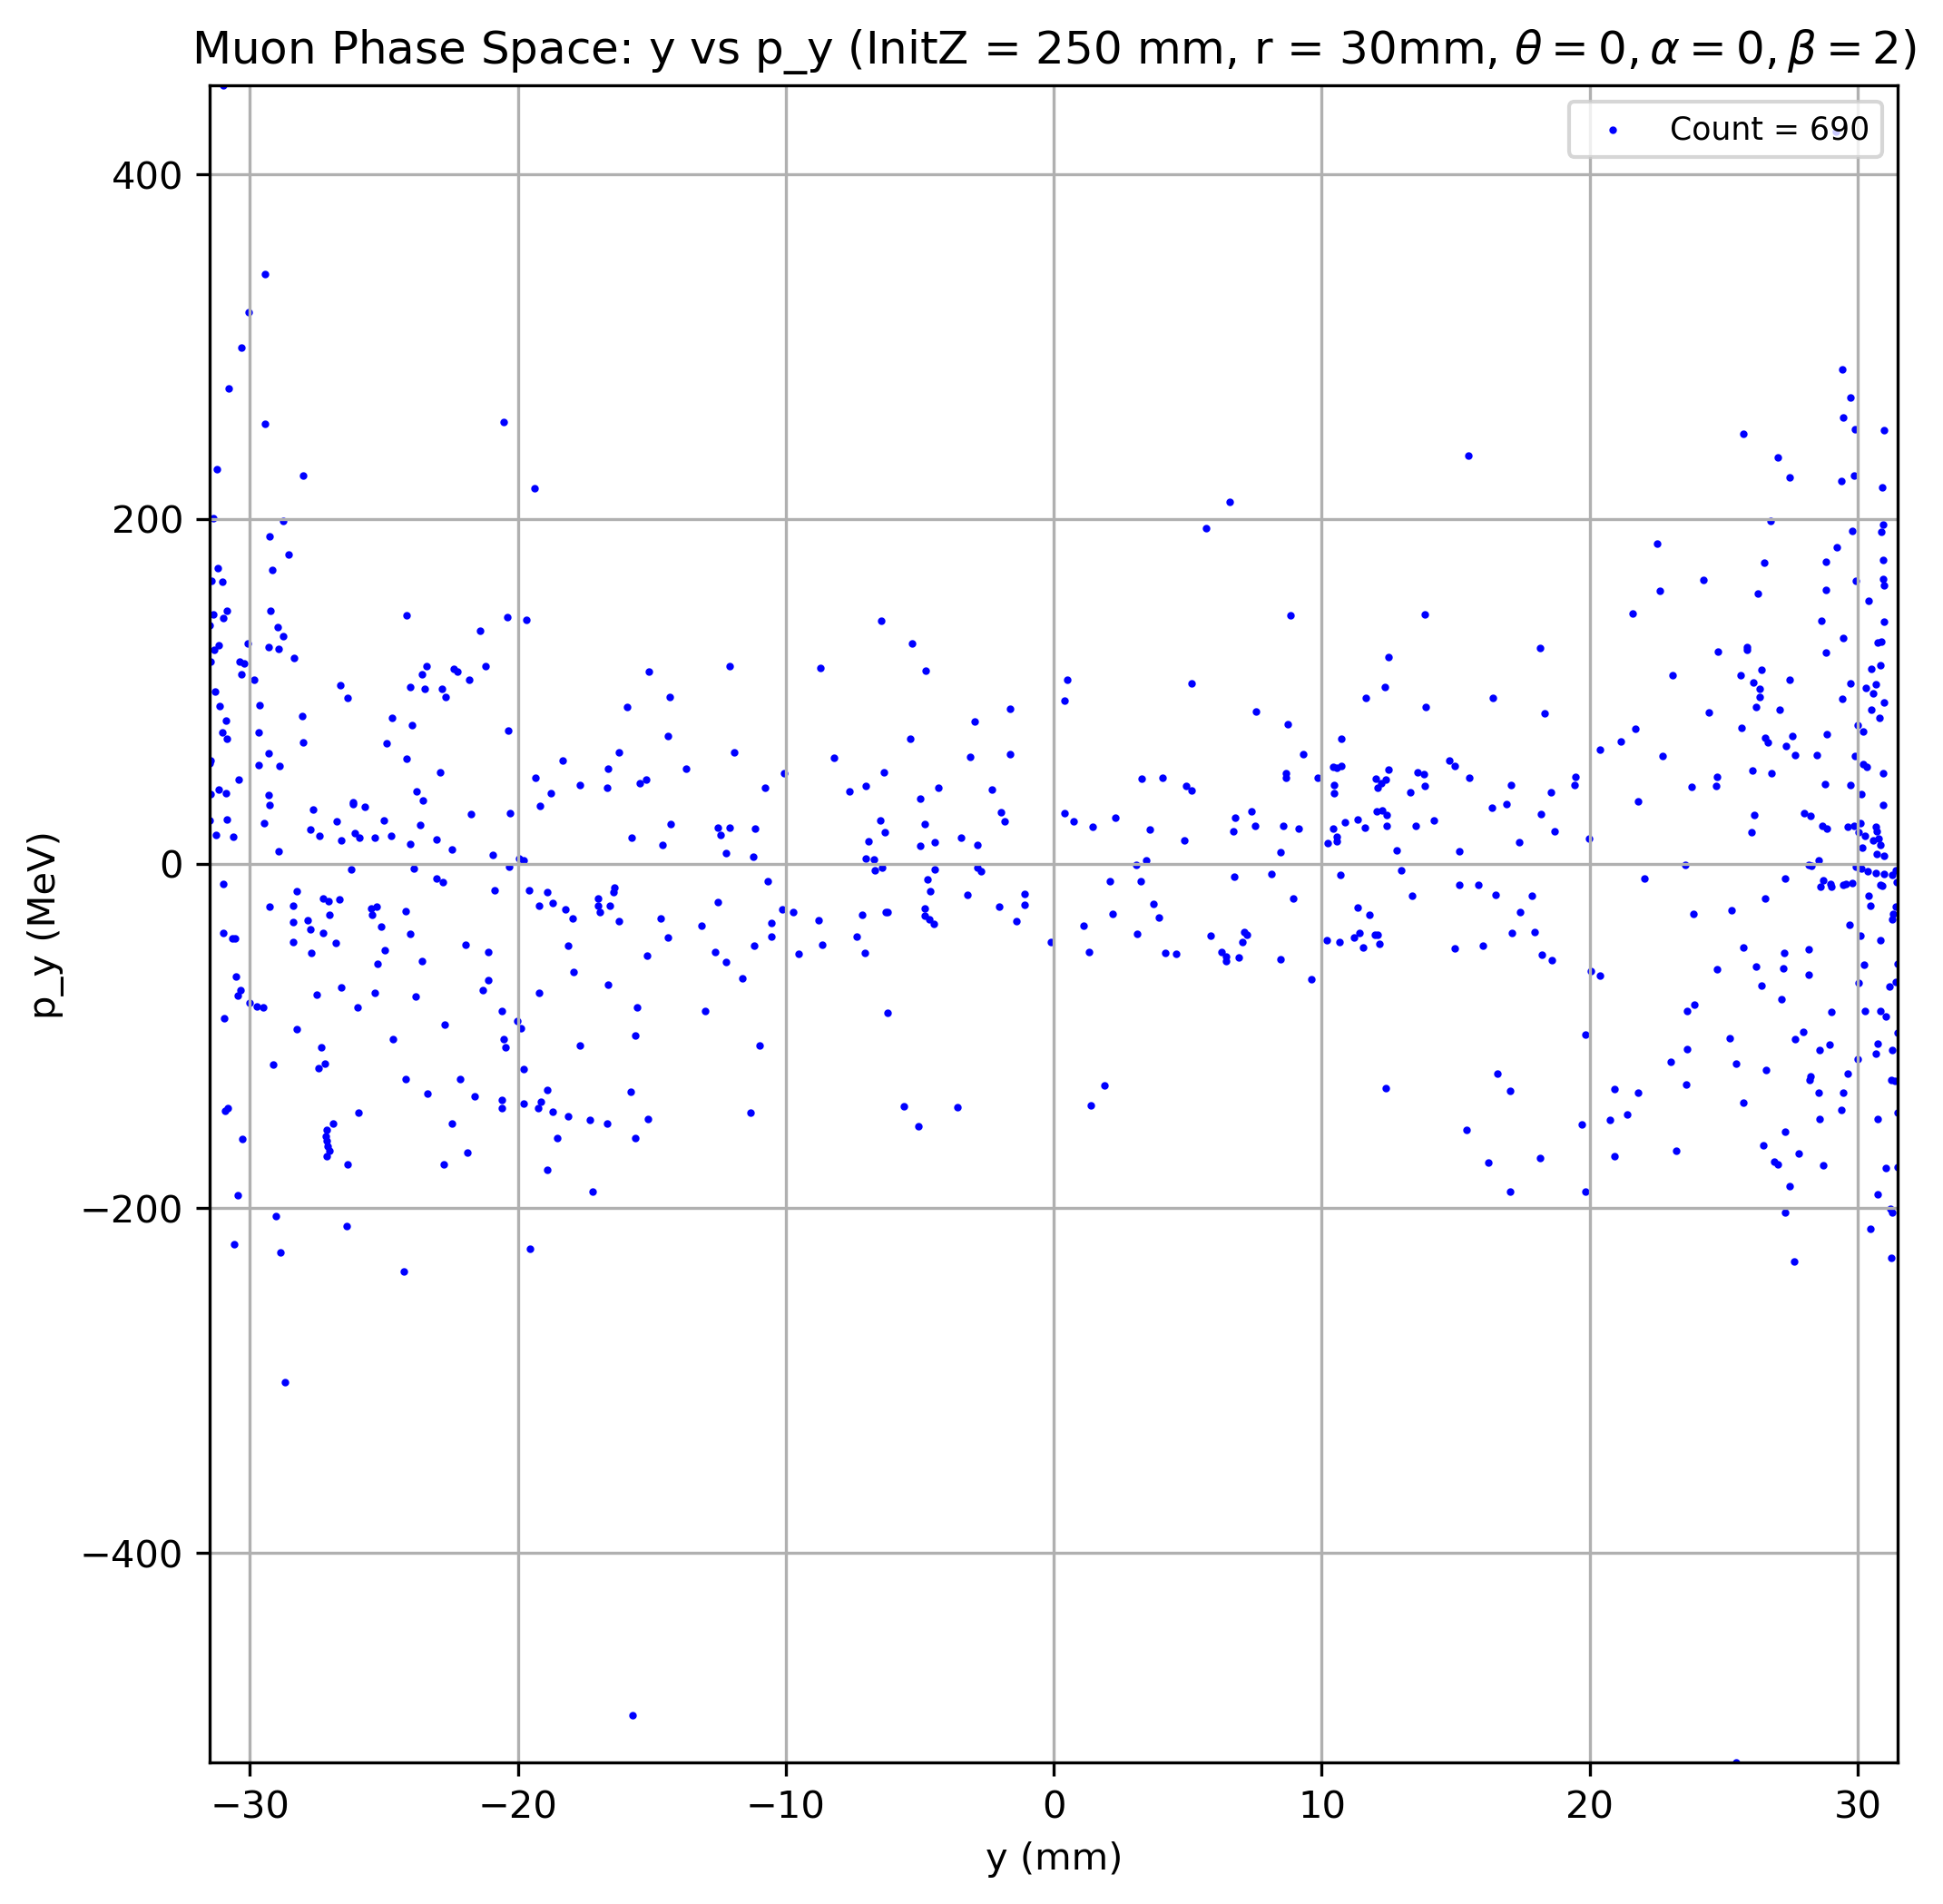 Muon Phase Space: y vs p_y (InitZ = 250 mm, r = 30mm, θ = 0, α = 0, β = 2)
Count = 690
400
200
0
−200
−400
p_y (MeV)
−30 −20 −10 0 10 20 30
y (mm)